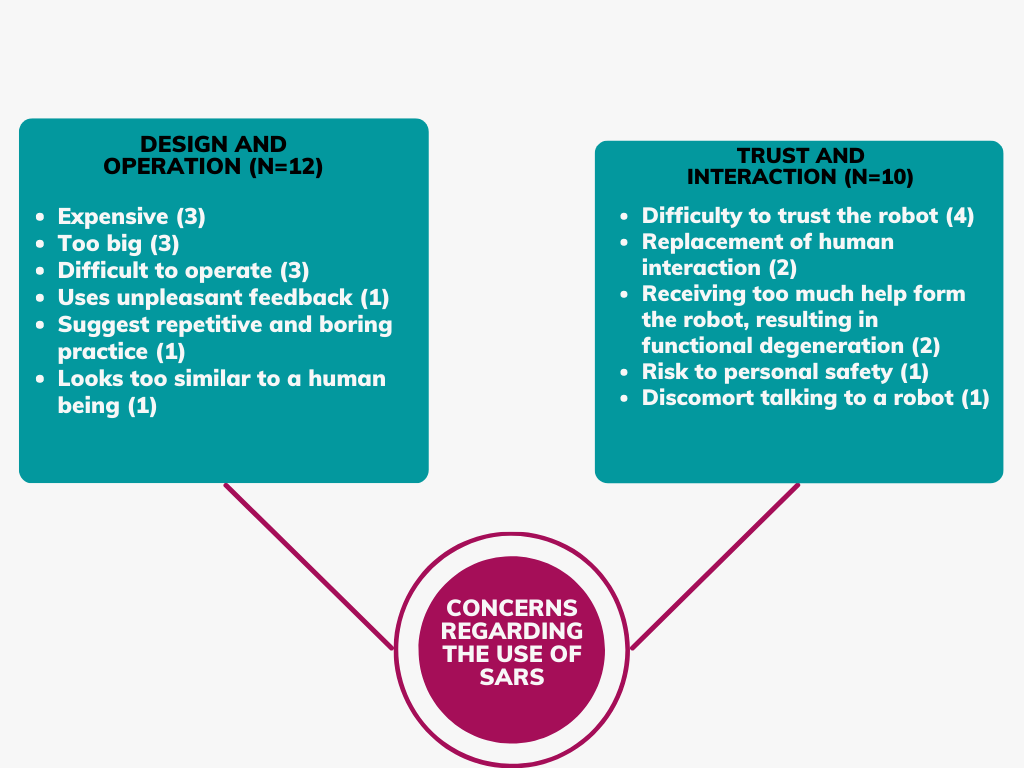 DESIGN AND
OPERATION (N=12)
• Expensive (3)
• Too big (3)
• Difficult to operate (3)
• Uses unpleasant feedback (1)
• Suggest repetitive and boring
practice (1)
• Looks too similar to a human
being (1)
TRUST AND
INTERACTION (N=10)
• Difficulty to trust the robot (4)
• Replacement of human
interaction (2)
• Receiving too much help form
the robot, resulting in
functional degeneration (2)
• Risk to personal safety (1)
• Discomort talking to a robot (1)
CONCERNS
REGARDING
THE USE OF
SARS